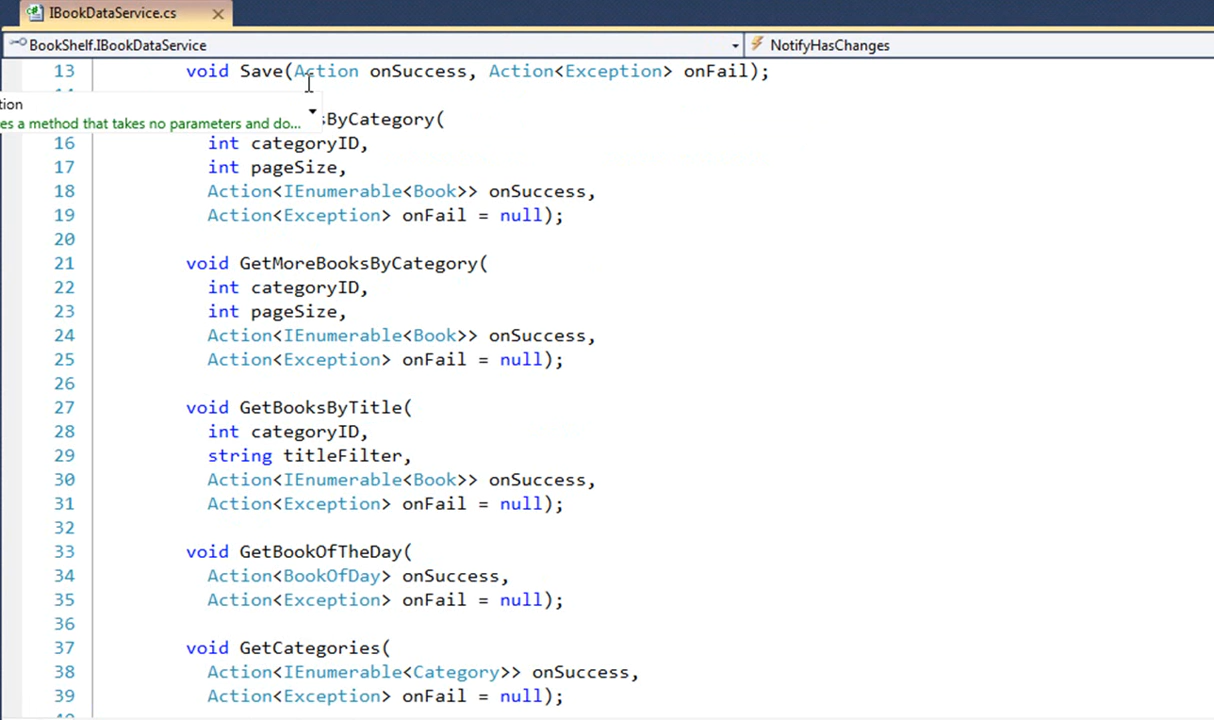 IBookDataService.cs
BookShelf.IBookDataService NotifyHasChanges
13 void Save(Action onSuccess, Action<Exception> onFail);
tion
sByCategory(
es a method that takes no parameters and do...
16 int categoryID,
17 int pageSize,
18 Action<IEnumerable<Book>> onSuccess,
19 Action<Exception> onFail = null);
20
21 void GetMoreBooksByCategory(
22 int categoryID,
23 int pageSize,
24 Action<IEnumerable<Book>> onSuccess,
25 Action<Exception> onFail = null);
26
27 void GetBooksByTitle(
28 int categoryID,
29 string titleFilter,
30 Action<IEnumerable<Book>> onSuccess,
31 Action<Exception> onFail = null);
32
33 void GetBookOfTheDay(
34 Action<BookOfDay> onSuccess,
35 Action<Exception> onFail = null);
36
37 void GetCategories(
38 Action<IEnumerable<Category>> onSuccess,
39 Action<Exception> onFail = null);